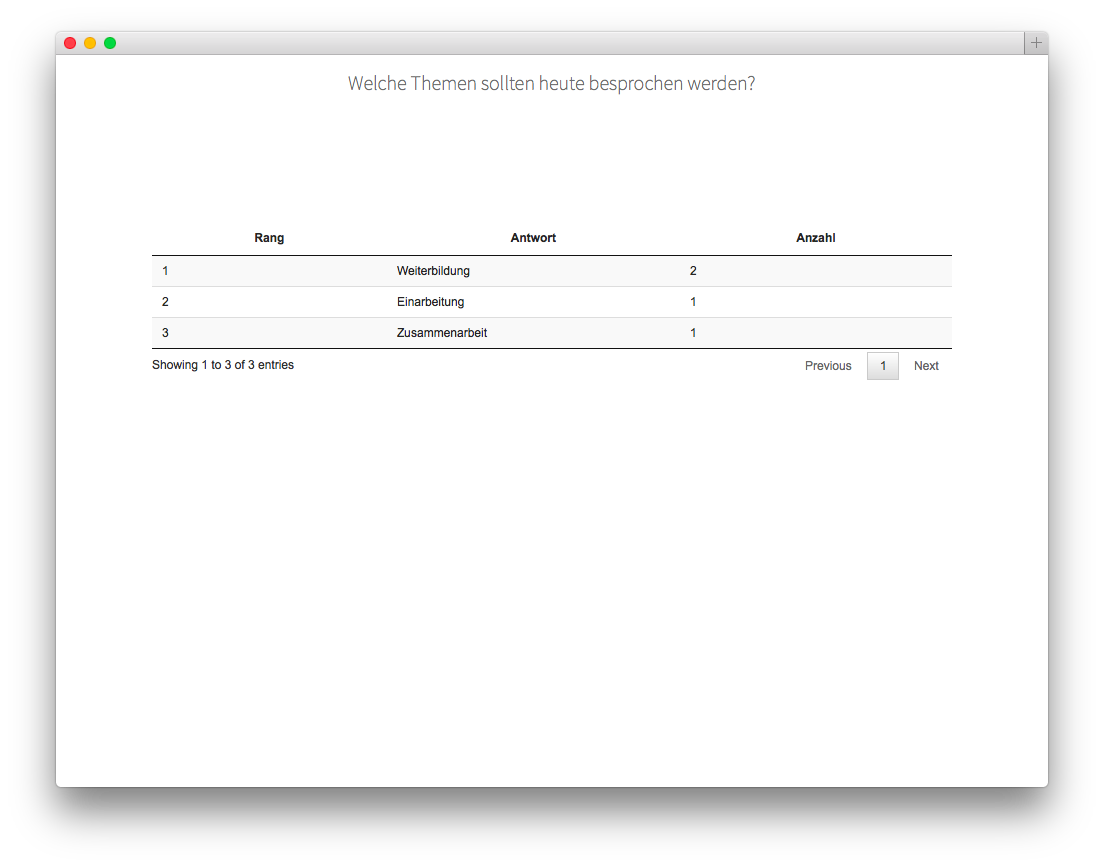 Welche Themen sollten heute besprochen werden?
Rang Antwort Anzahl
1 Weiterbildung 2
2 Einarbeitung 1
3 Zusammenarbeit 1
Showing 1 to 3 of 3 entries Previous 1 Next